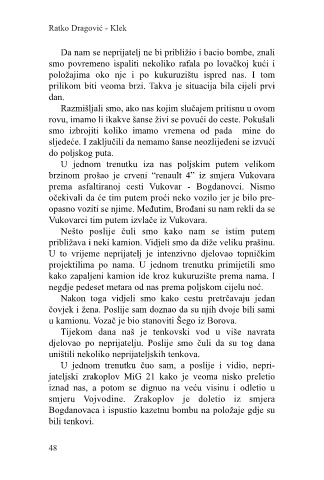 Ratko Dragović - Klek
Da nam se neprijatelj ne bi približio i bacio bombe, znali
smo povremeno ispaliti nekoliko rafala po lovačkoj kući i
položajima oko nje i po kukuruzištu ispred nas. I tom
prilikom biti veoma brzi. Takva je situacija bila cijeli prvi
dan.
Razmišljali smo, ako nas kojim slučajem pritisnu u ovom
rovu, imamo li ikakve šanse živi se povući do ceste. Pokušali
smo izbrojiti koliko imamo vremena od pada mine do
sljedeće. I zaključili da nemamo šanse neozlijeđeni se izvući
do poljskog puta.
U jednom trenutku iza nas poljskim putem velikom
brzinom prošao je crveni “renault 4” iz smjera Vukovara
prema asfaltiranoj cesti Vukovar - Bogdanovci. Nismo
očekivali da će tim putem proći neko vozilo jer je bilo pre-
opasno voziti se njime. Međutim, Brođani su nam rekli da se
Vukovarci tim putem izvlače iz Vukovara.
Nešto poslije čuli smo kako nam se istim putem
približava i neki kamion. Vidjeli smo da diže veliku prašinu.
U to vrijeme neprijatelj je intenzivno djelovao topničkim
projektilima po nama. U jednom trenutku primijetili smo
kako zapaljeni kamion ide kroz kukuruzište prema nama. I
negdje pedeset metara od nas prema poljskom cijelu noć.
Nakon toga vidjeli smo kako cestu pretrčavaju jedan
čovjek i žena. Poslije sam doznao da su njih dvoje bili sami
u kamionu. Vozač je bio stanoviti Šego iz Borova.
Tijekom dana naš je tenkovski vod u više navrata
djelovao po neprijatelju. Poslije smo čuli da su tog dana
uništili nekoliko neprijateljskih tenkova.
U jednom trenutku čuo sam, a poslije i vidio, nepri-
jateljski zrakoplov MiG 21 kako je veoma nisko preletio
iznad nas, a potom se dignuo na veću visinu i odletio u
smjeru Vojvodine. Zrakoplov je doletio iz smjera
Bogdanovaca i ispustio kazetnu bombu na položaje gdje su
bili tenkovi.
48